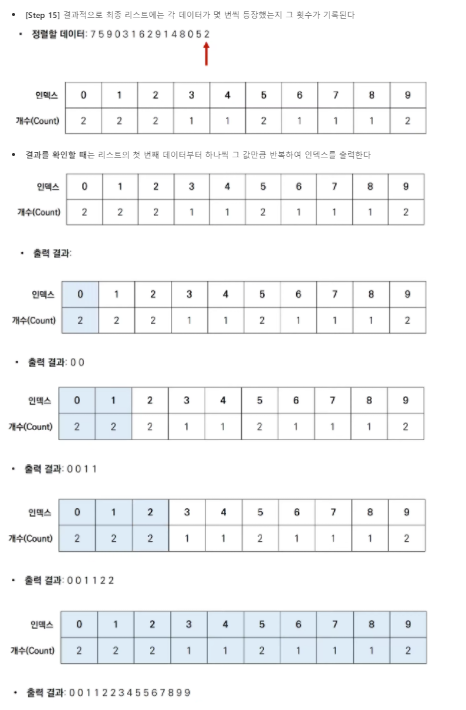 • [Step 15] 결과적으로 최종 리스트에는 각 데이터가 몇 번씩 등장했는지 그 횟수가 기록된다
• 정렬할 데이터: 7 5 9 0 3 1 6 2 9 1 4 8 0 5 2
인덱스 0 1 2 3 4 5 6 7 8 9
개수(Count) 2 2 2 1 1 2 1 1 1 2
• 결과를 확인할 때는 리스트의 첫 번째 데이터부터 하나씩 그 값만큼 반복하여 인덱스를 출력한다
인덱스 0 1 2 3 4 5 6 7 8 9
개수(Count) 2 2 2 1 1 2 1 1 1 2
• 출력 결과:
인덱스 0 1 2 3 4 5 6 7 8 9
개수(Count) 2 2 2 1 1 2 1 1 1 2
• 출력 결과: 0 0
인덱스 0 1 2 3 4 5 6 7 8 9
개수(Count) 2 2 2 1 1 2 1 1 1 2
• 출력 결과: 0 0 1 1
인덱스 0 1 2 3 4 5 6 7 8 9
개수(Count) 2 2 2 1 1 2 1 1 1 2
• 출력 결과: 0 0 1 1 2 2
인덱스 0 1 2 3 4 5 6 7 8 9
개수(Count) 2 2 2 1 1 2 1 1 1 2
• 출력 결과: 0 0 1 1 2 2 3 4 5 5 6 7 8 9 9